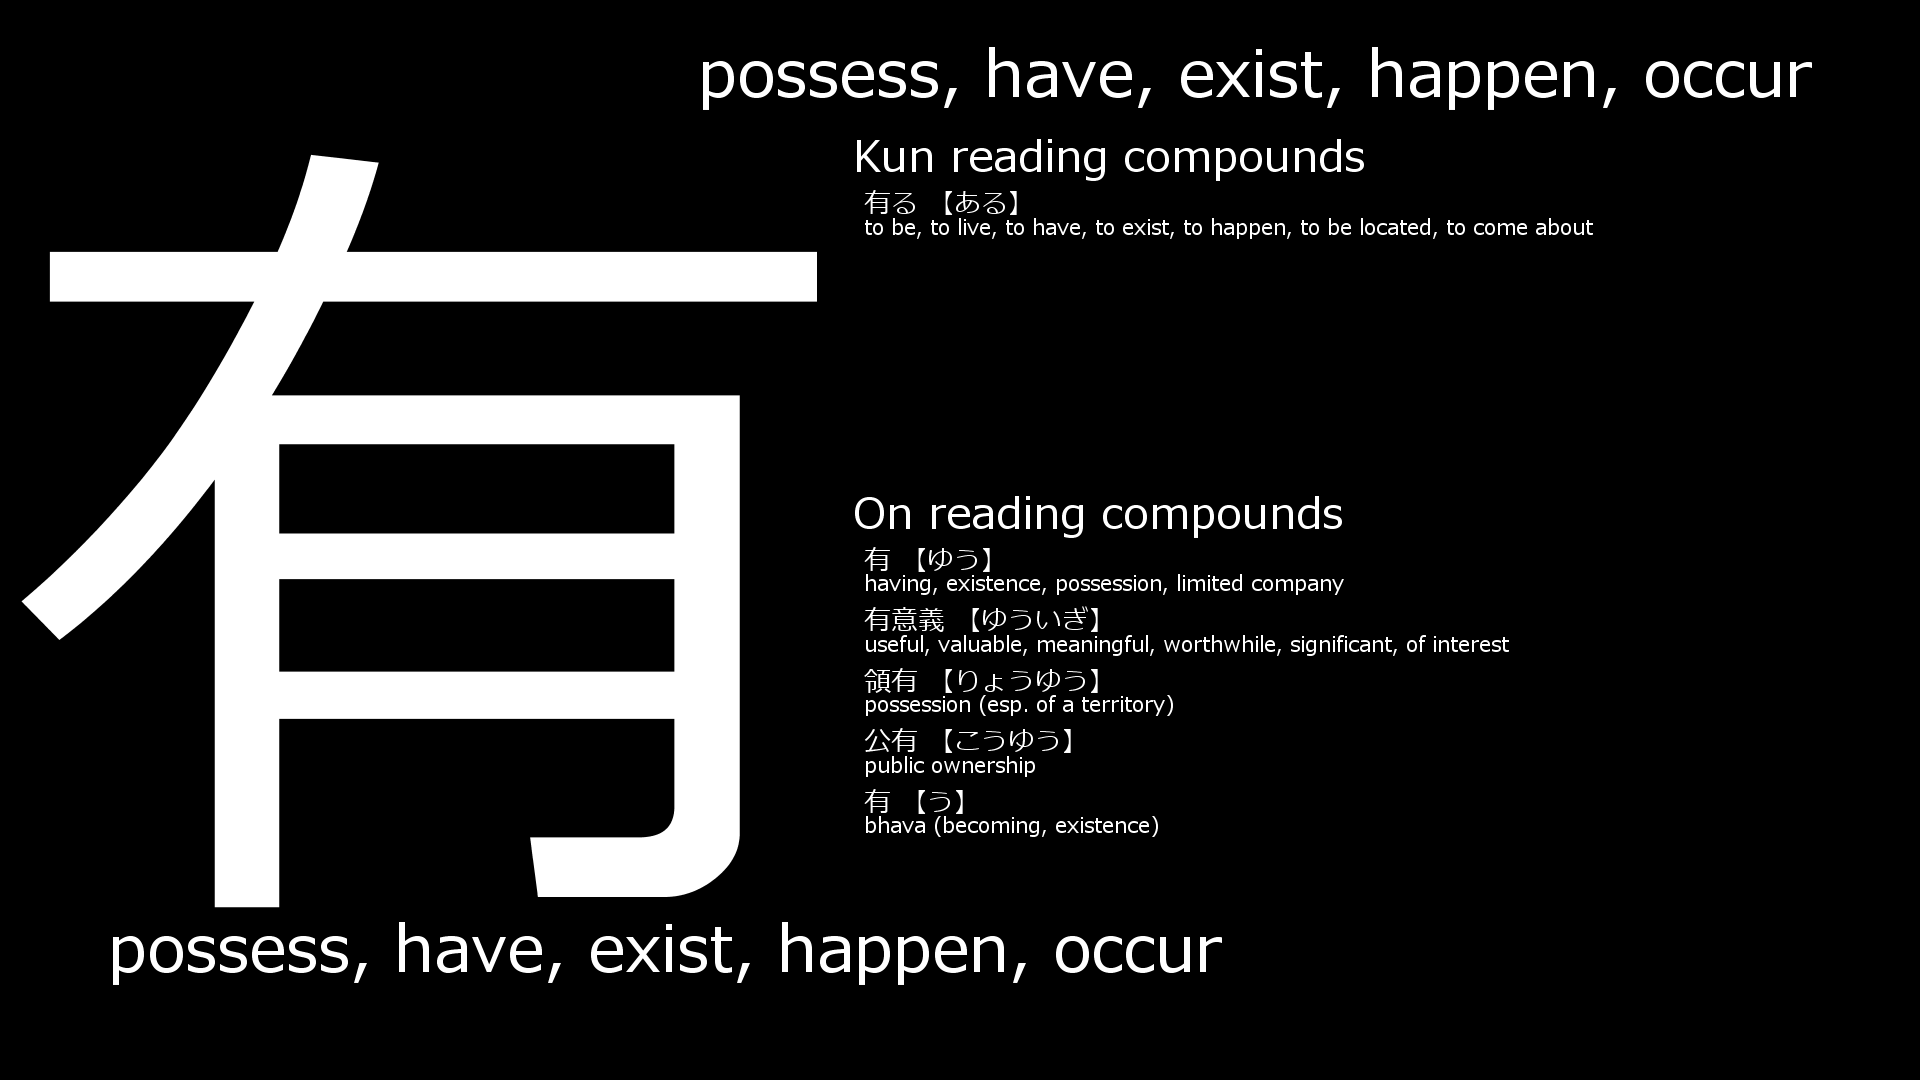 possess, have, exist, happen, occur
有
Kun reading compounds
有る 【ある】
to be, to live, to have, to exist, to happen, to be located, to come about
On reading compounds
有 【ゆう】
having, existence, possession, limited company
有意義 【ゆういぎ】
useful, valuable, meaningful, worthwhile, significant, of interest
領有 【りょうゆう】
possession (esp. of a territory)
公有 【こうゆう】
public ownership
有 【う】
bhava (becoming, existence)
possess, have, exist, happen, occur